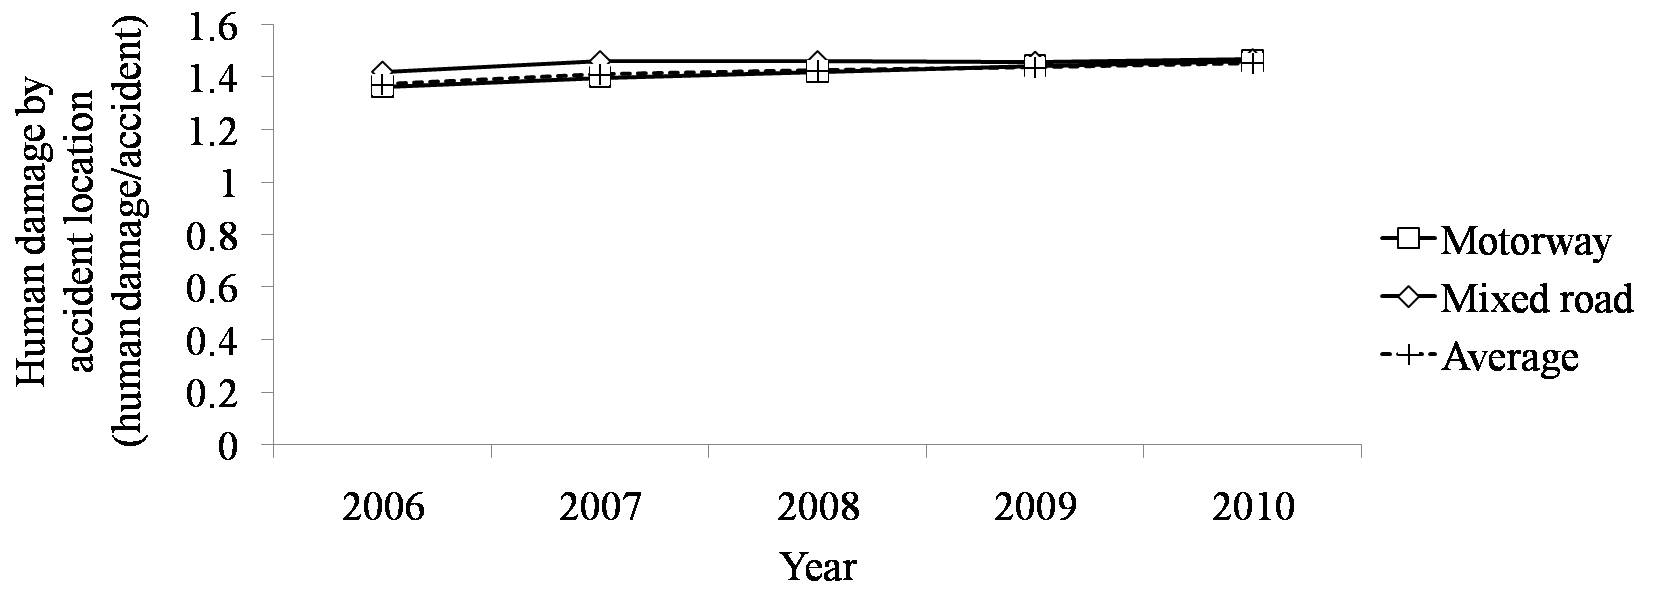 Human damage by
accident location
(human damage/accident)
1.6
1.4
1.2
1
0.8
0.6
0.4
0.2
0
2006
2007
2008
2009
2010
Year
Motorway
Mixed road
Average